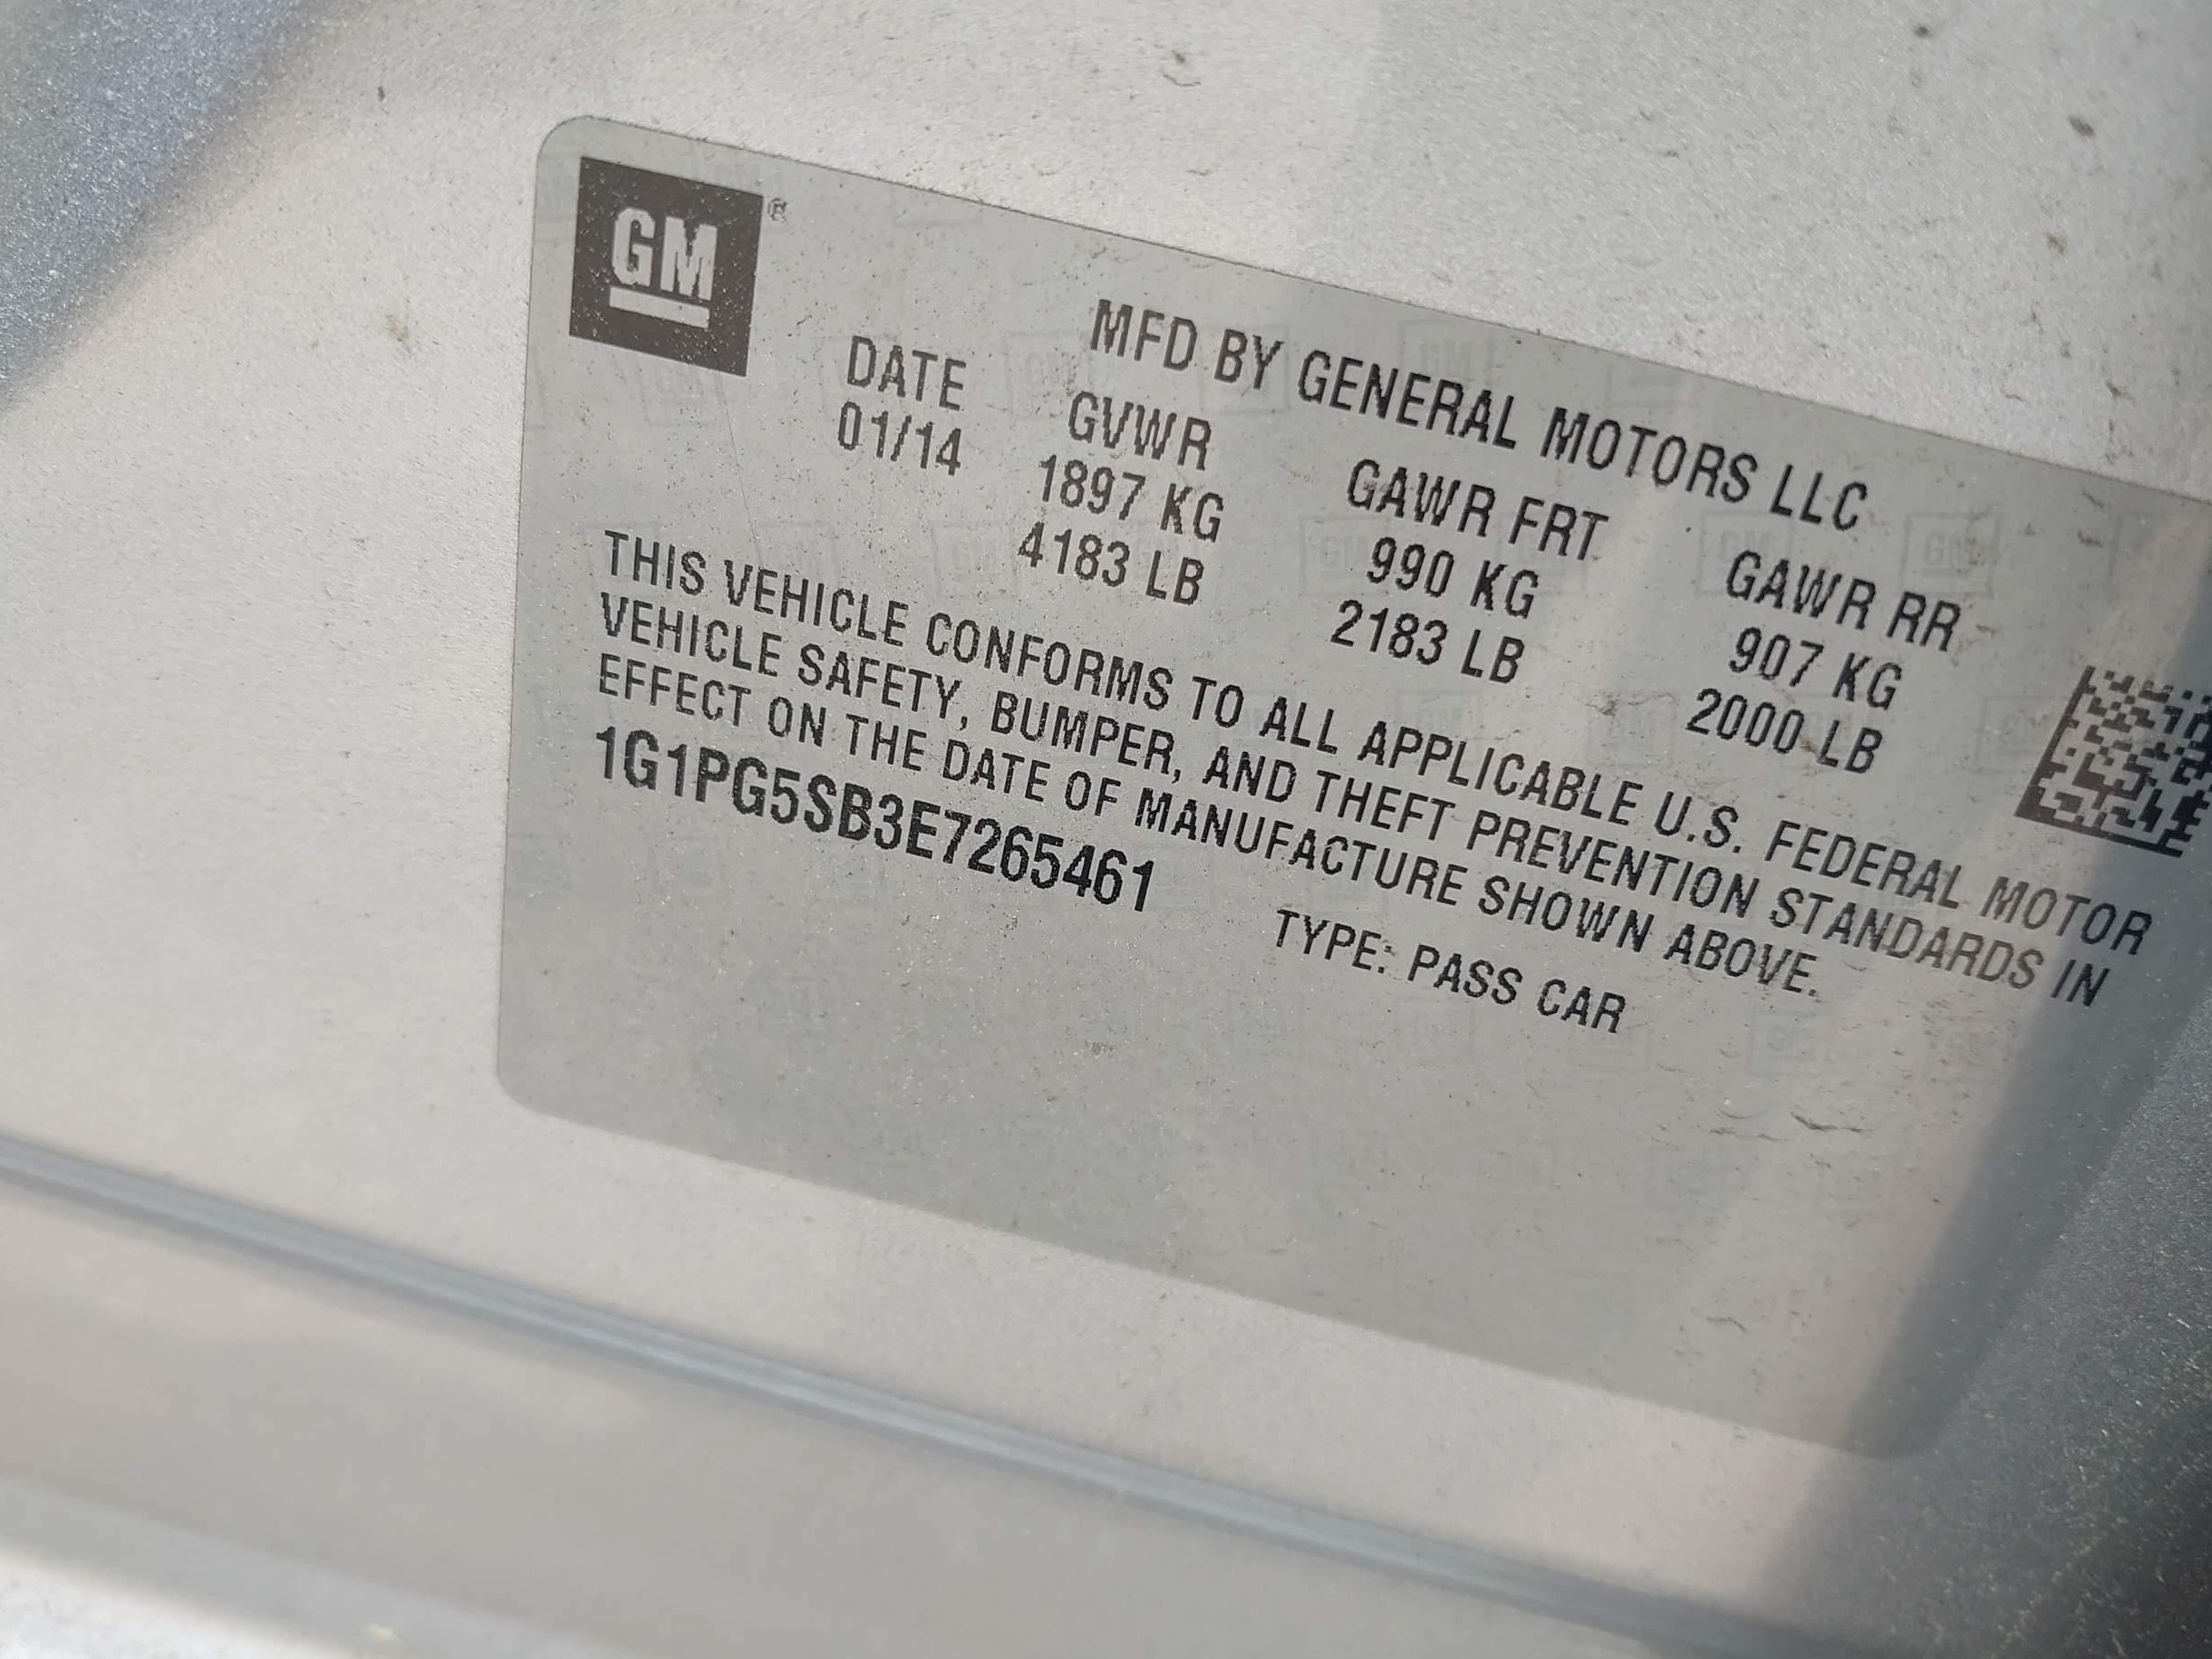 GM ®
MFD BY GENERAL MOTORS LLC
DATE GVWR GAWR FRT GAWR RR
01/14 1897 KG 990 KG 907 KG
4183 LB 2183 LB 2000 LB
THIS VEHICLE CONFORMS TO ALL APPLICABLE U.S. FEDERAL MOTOR
VEHICLE SAFETY, BUMPER, AND THEFT PREVENTION STANDARDS IN
EFFECT ON THE DATE OF MANUFACTURE SHOWN ABOVE.
1G1PG5SB3E7265461 TYPE: PASS CAR